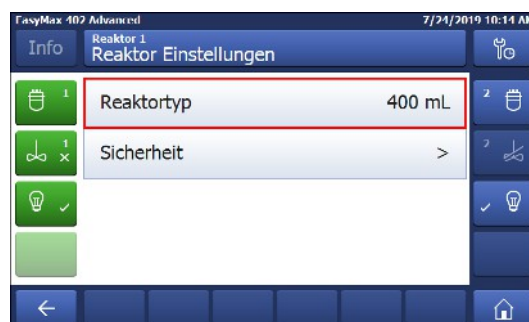 EasyMax 402 Advanced 7/24/2019 10:14 AM
Info
Reaktor 1
Reaktor Einstellungen
1 Reaktortyp 400 mL 2
1 x Sicherheit > 2